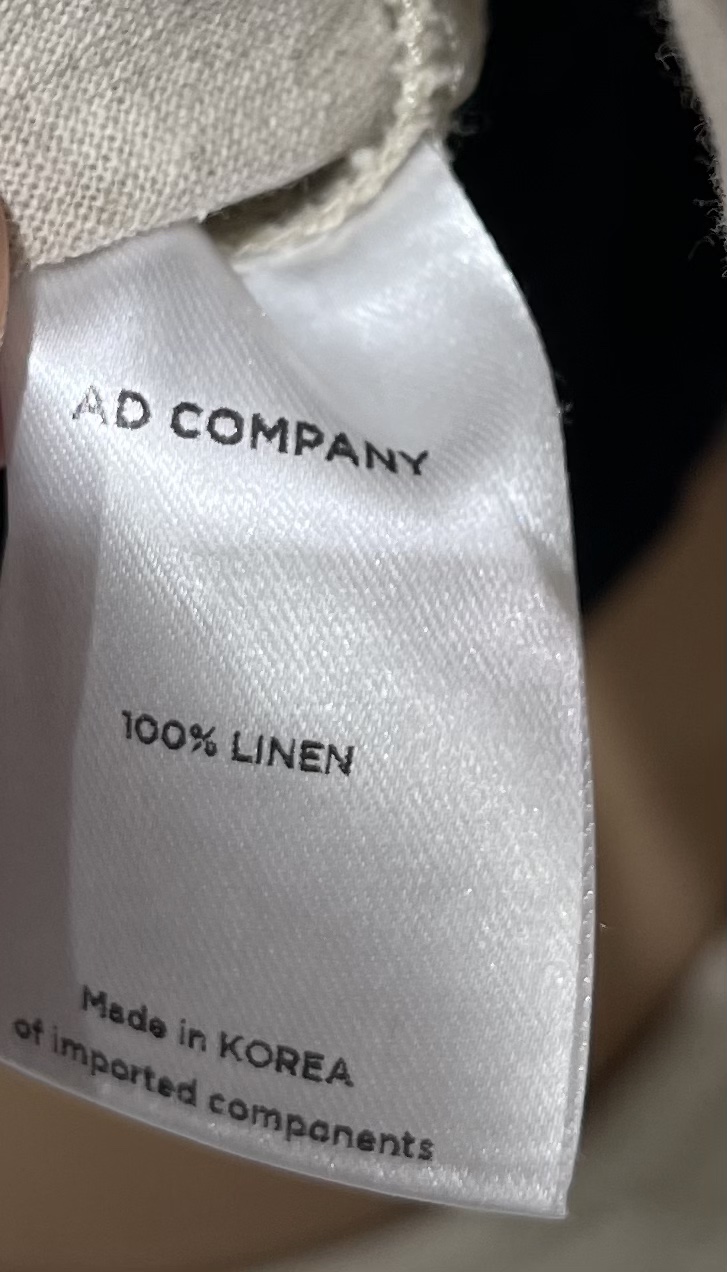 AD COMPANY
100% LINEN
Made in KOREA
of imported components